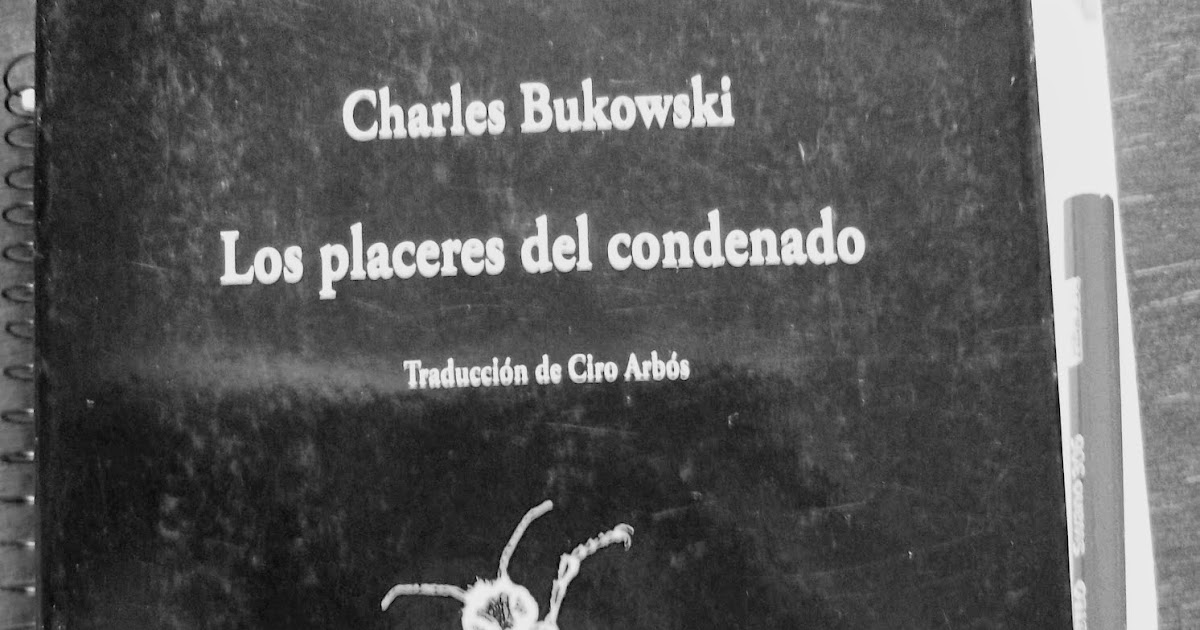 Charles Bukowski
Los placeres del condenado
Traducción de Ciro Arbós